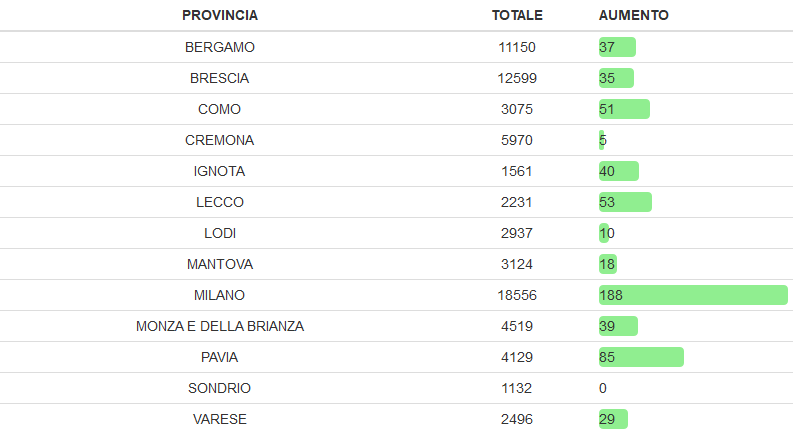 PROVINCIA TOTALE AUMENTO
BERGAMO 11150 37
BRESCIA 12599 35
COMO 3075 51
CREMONA 5970 5
IGNOTA 1561 40
LECCO 2231 53
LODI 2937 10
MANTOVA 3124 18
MILANO 18556 188
MONZA E DELLA BRIANZA 4519 39
PAVIA 4129 85
SONDRIO 1132 0
VARESE 2496 29